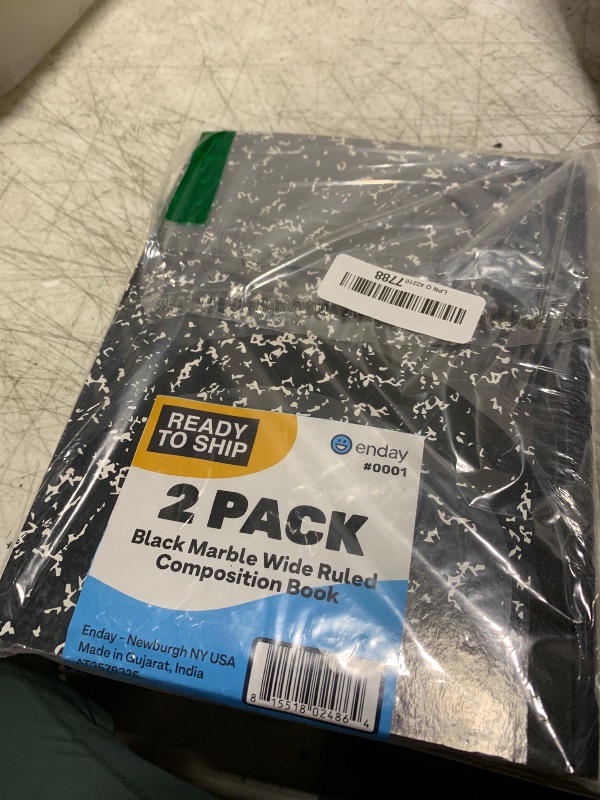 LPN O 42210 7788
READY
TO SHIP
enday
#0001
2 PACK
Black Marble Wide Ruled
Composition Book
Enday - Newburgh NY USA
Made in Gujarat, India
8 15518 02486 4